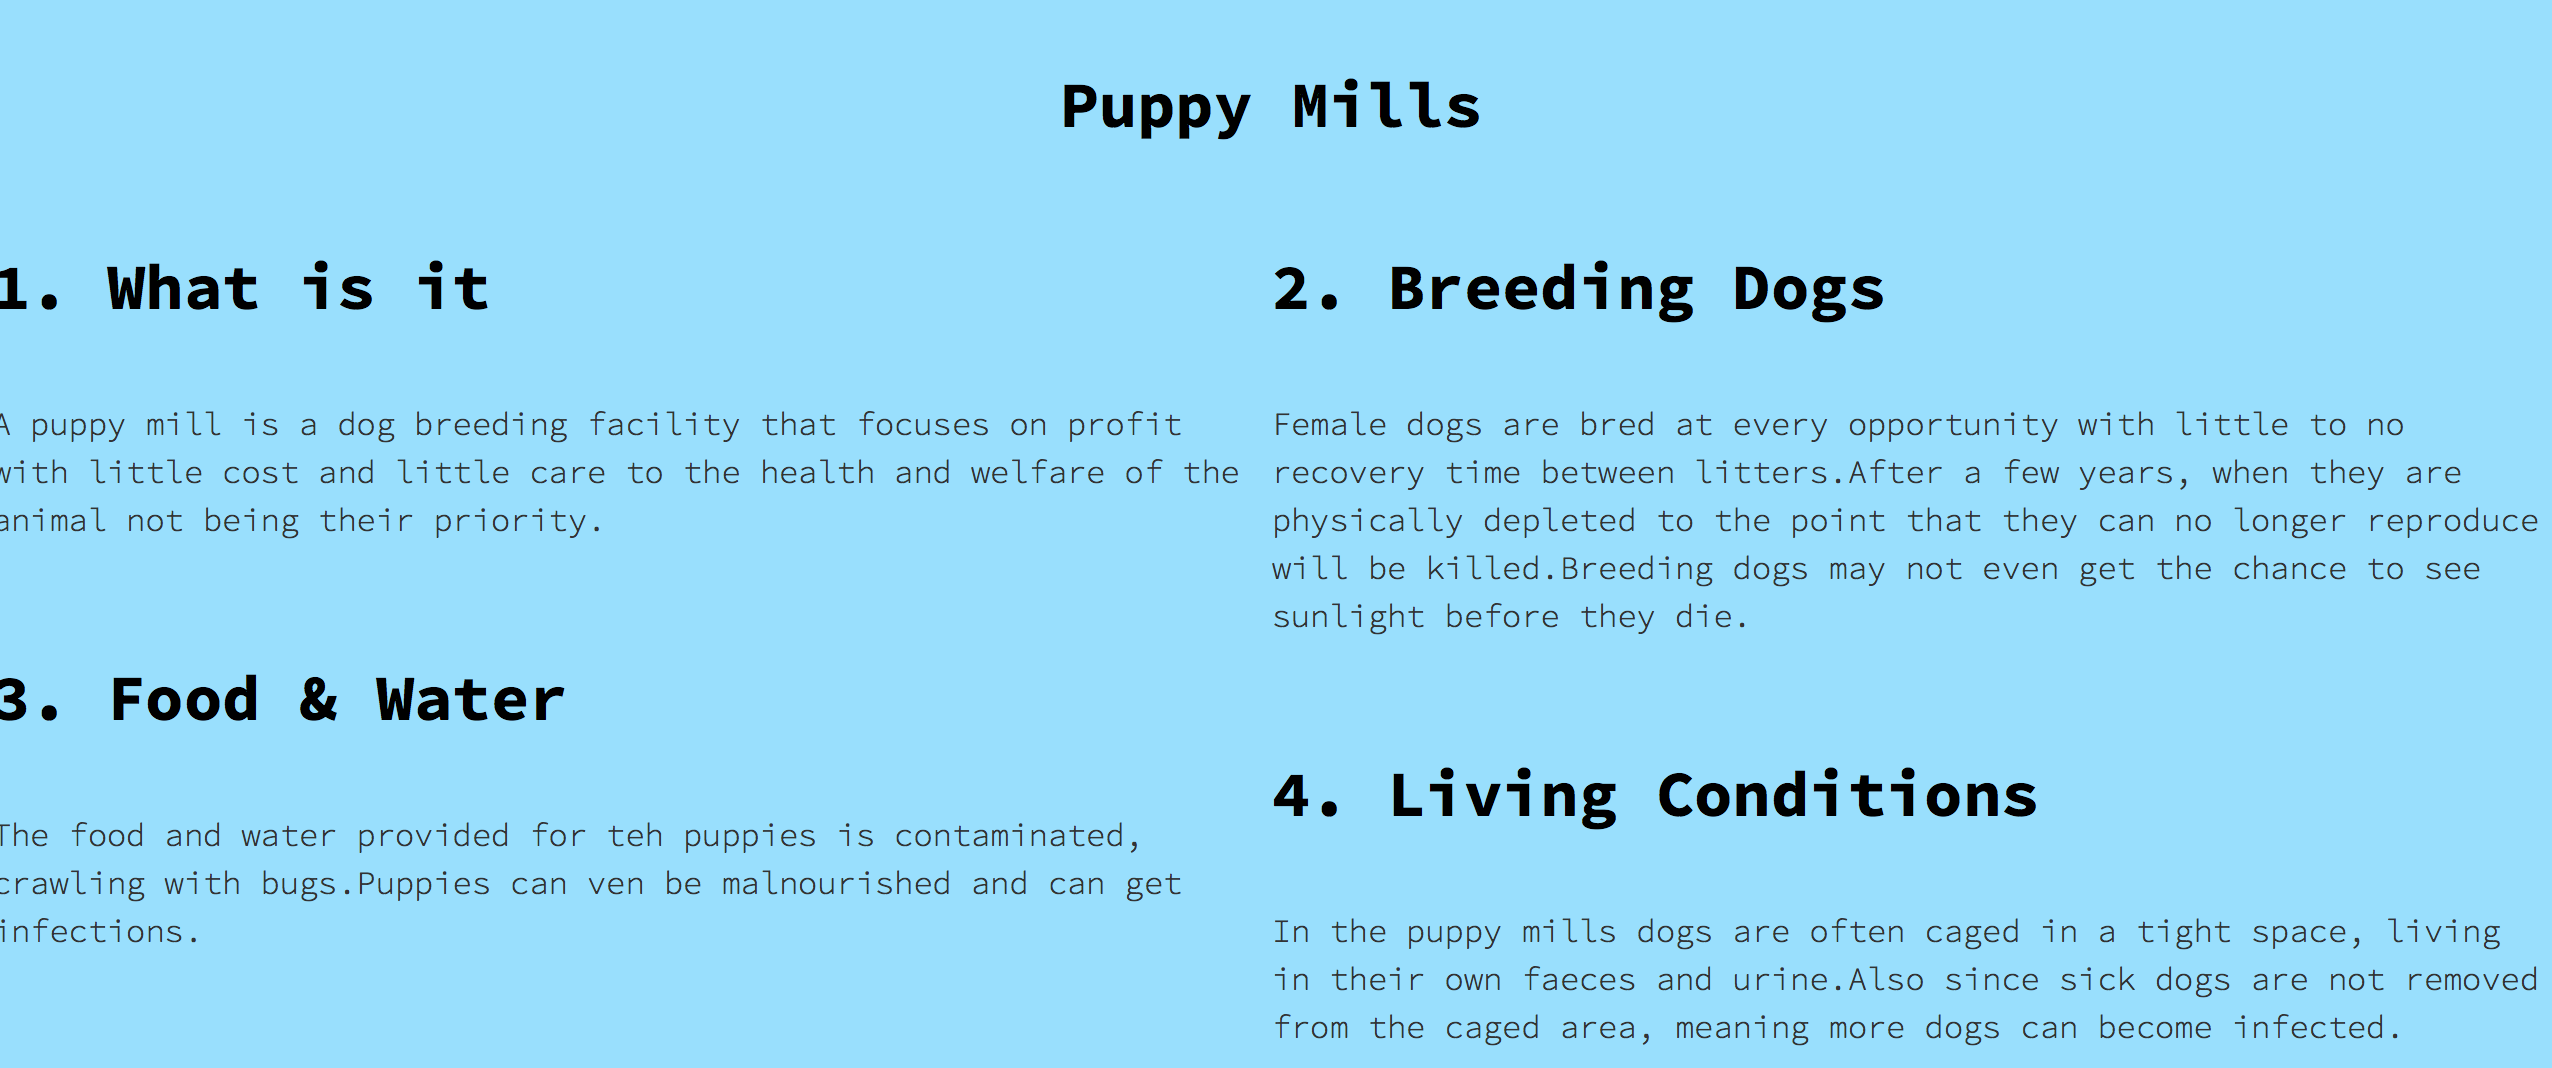 Puppy Mills
1. What is it
A puppy mill is a dog breeding facility that focuses on profit
with little cost and little care to the health and welfare of the
animal not being their priority.
2. Breeding Dogs
Female dogs are bred at every opportunity with little to no
recovery time between litters.After a few years, when they are
physically depleted to the point that they can no longer reproduce
will be killed.Breeding dogs may not even get the chance to see
sunlight before they die.
3. Food & Water
The food and water provided for teh puppies is contaminated,
crawling with bugs.Puppies can ven be malnourished and can get
infections.
4. Living Conditions
In the puppy mills dogs are often caged in a tight space, living
in their own faeces and urine.Also since sick dogs are not removed
from the caged area, meaning more dogs can become infected.